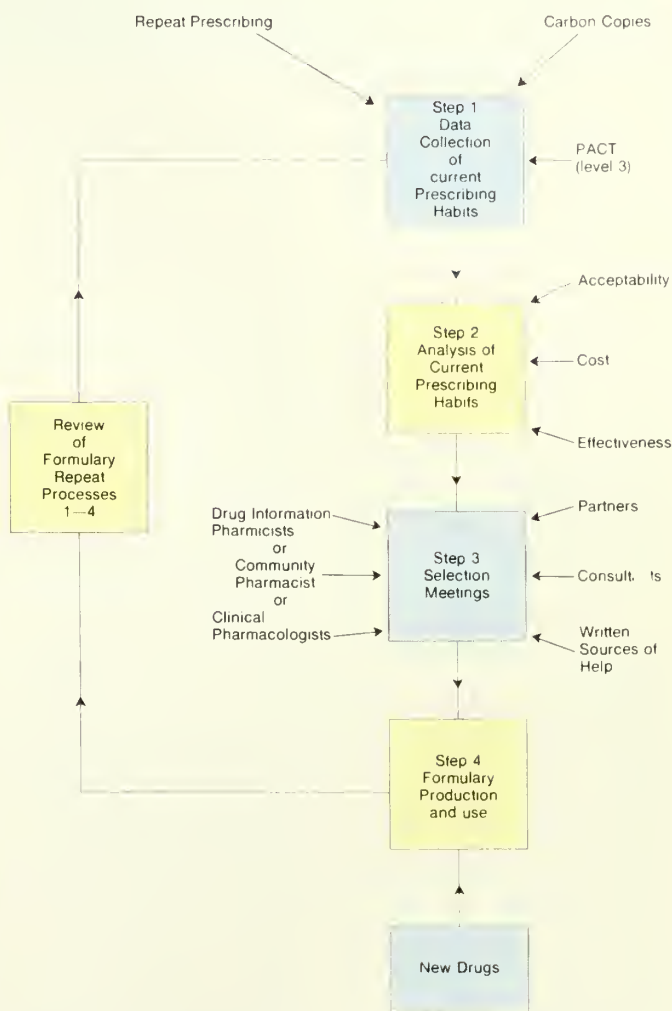 Repeat Prescribing
Carbon Copies
Step 1
Data
Collection
of
current
Prescribing
Habits
PACT
(level 3)
Acceptability
Step 2
Analysis of
Current
Prescribing
Habits
Cost
Effectiveness
Review
of
Formulary
Repeat
Processes
1—4
Drug Information
Pharmicists
or
Community
Pharmacist
or
Clinical
Pharmacologists
Step 3
Selection
Meetings
Partners
Written
Sources of
Help
Step 4
Formulary
Production
and use
New Drugs